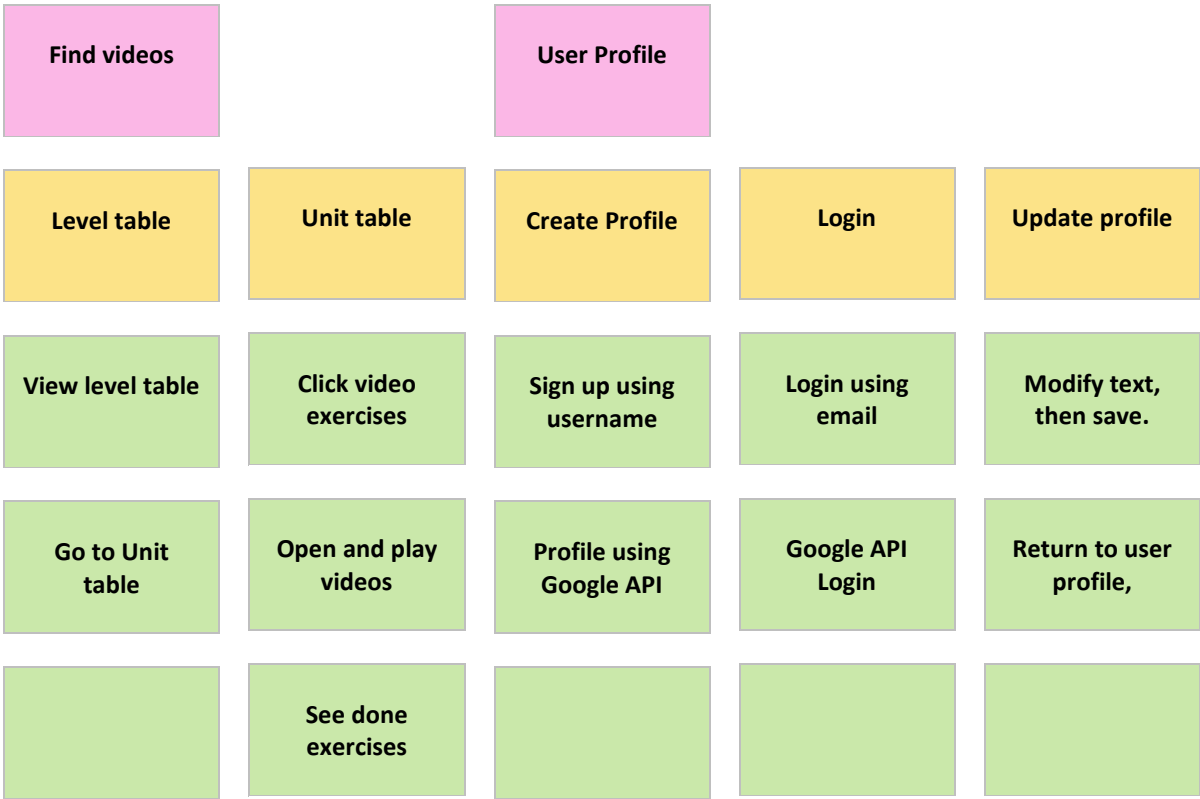 Find videos
User Profile
Level table
Unit table
Create Profile
Login
Update profile
View level table
Click video
exercises
Sign up using
username
Login using
email
Modify text,
then save.
Go to Unit
table
Open and play
videos
Profile using
Google API
Google API
Login
Return to user
profile,
See done
exercises